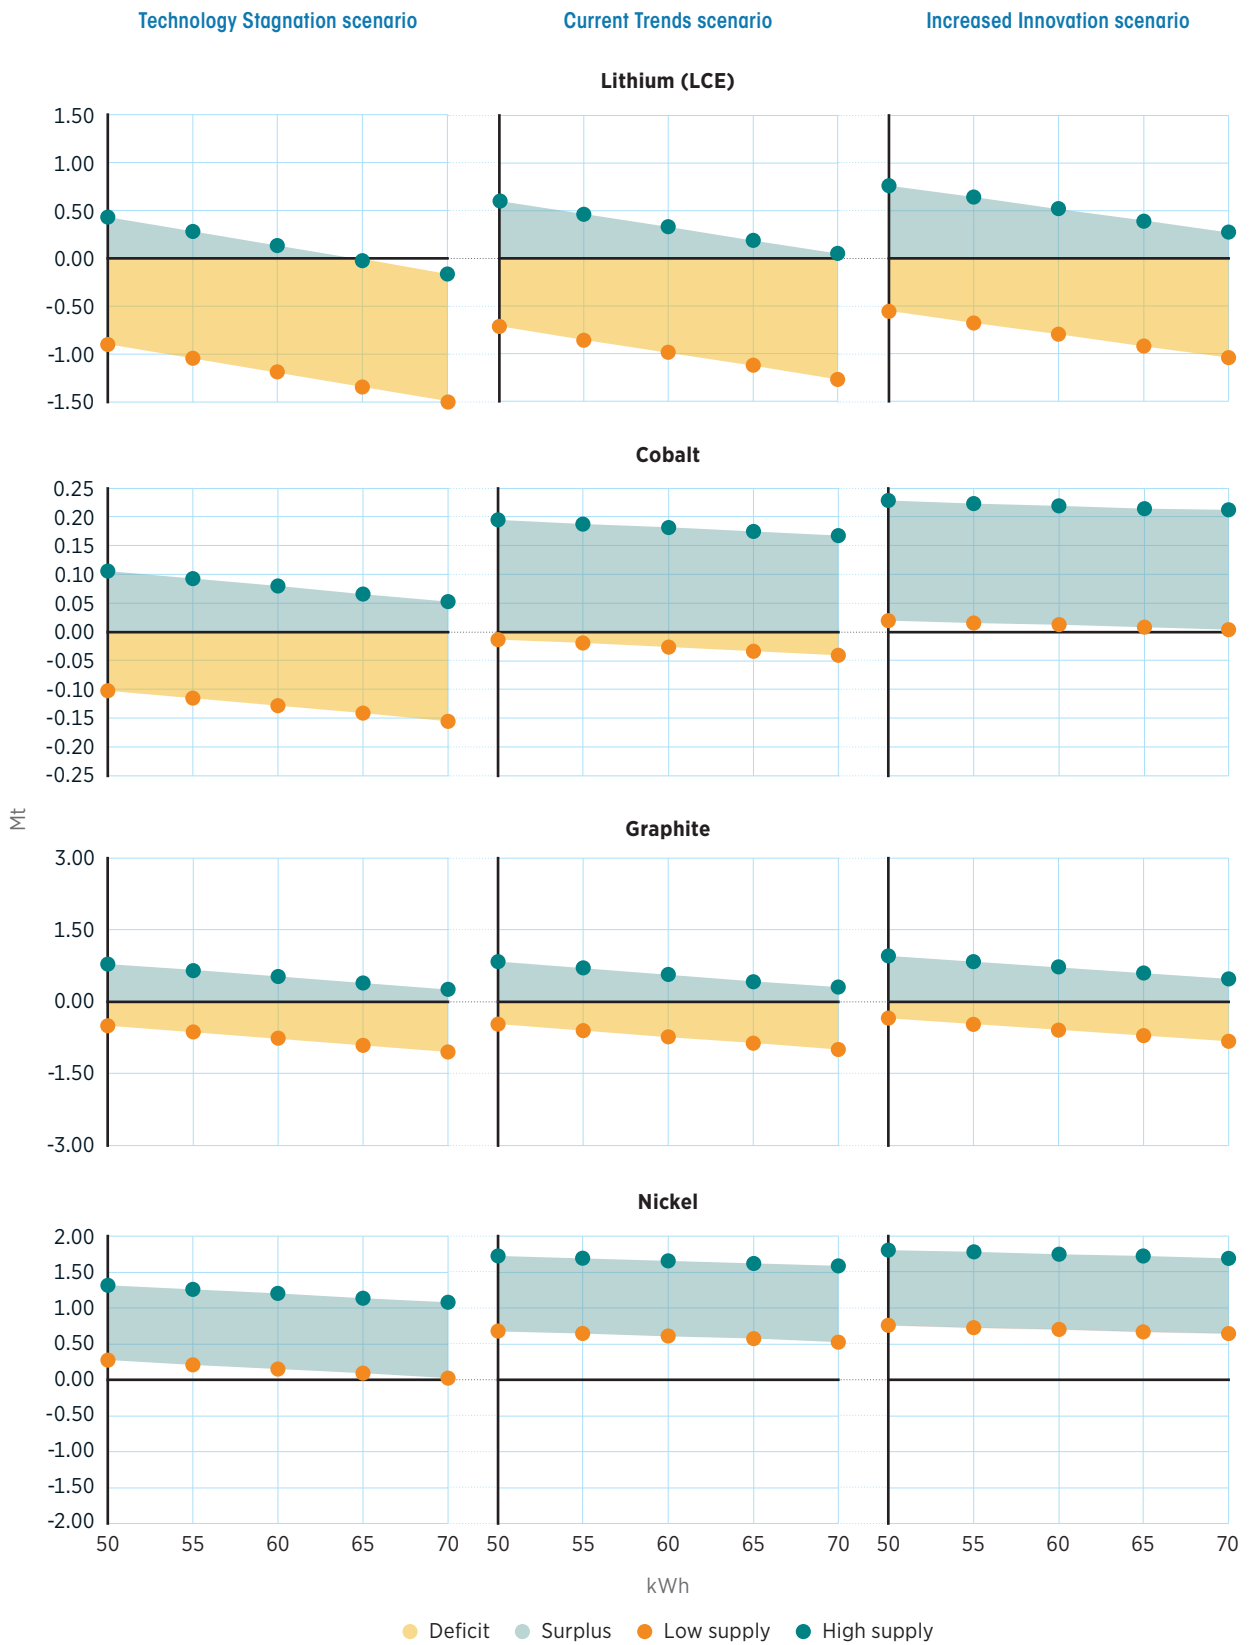 Technology Stagnation scenario
Current Trends scenario
Increased Innovation scenario
Lithium (LCE)
1.50
1.00
0.50
0.00
-0.50
-1.00
-1.50
Cobalt
0.25
0.20
0.15
0.10
0.05
0.00
-0.05
-0.10
-0.15
-0.20
-0.25
Mt
Graphite
3.00
1.50
0.00
-1.50
-3.00
Nickel
2.00
1.50
1.00
0.50
0.00
-0.50
-1.00
-1.50
-2.00
50 55 60 65 70 50 55 60 65 70 50 55 60 65 70
kWh
Deficit Surplus Low supply High supply